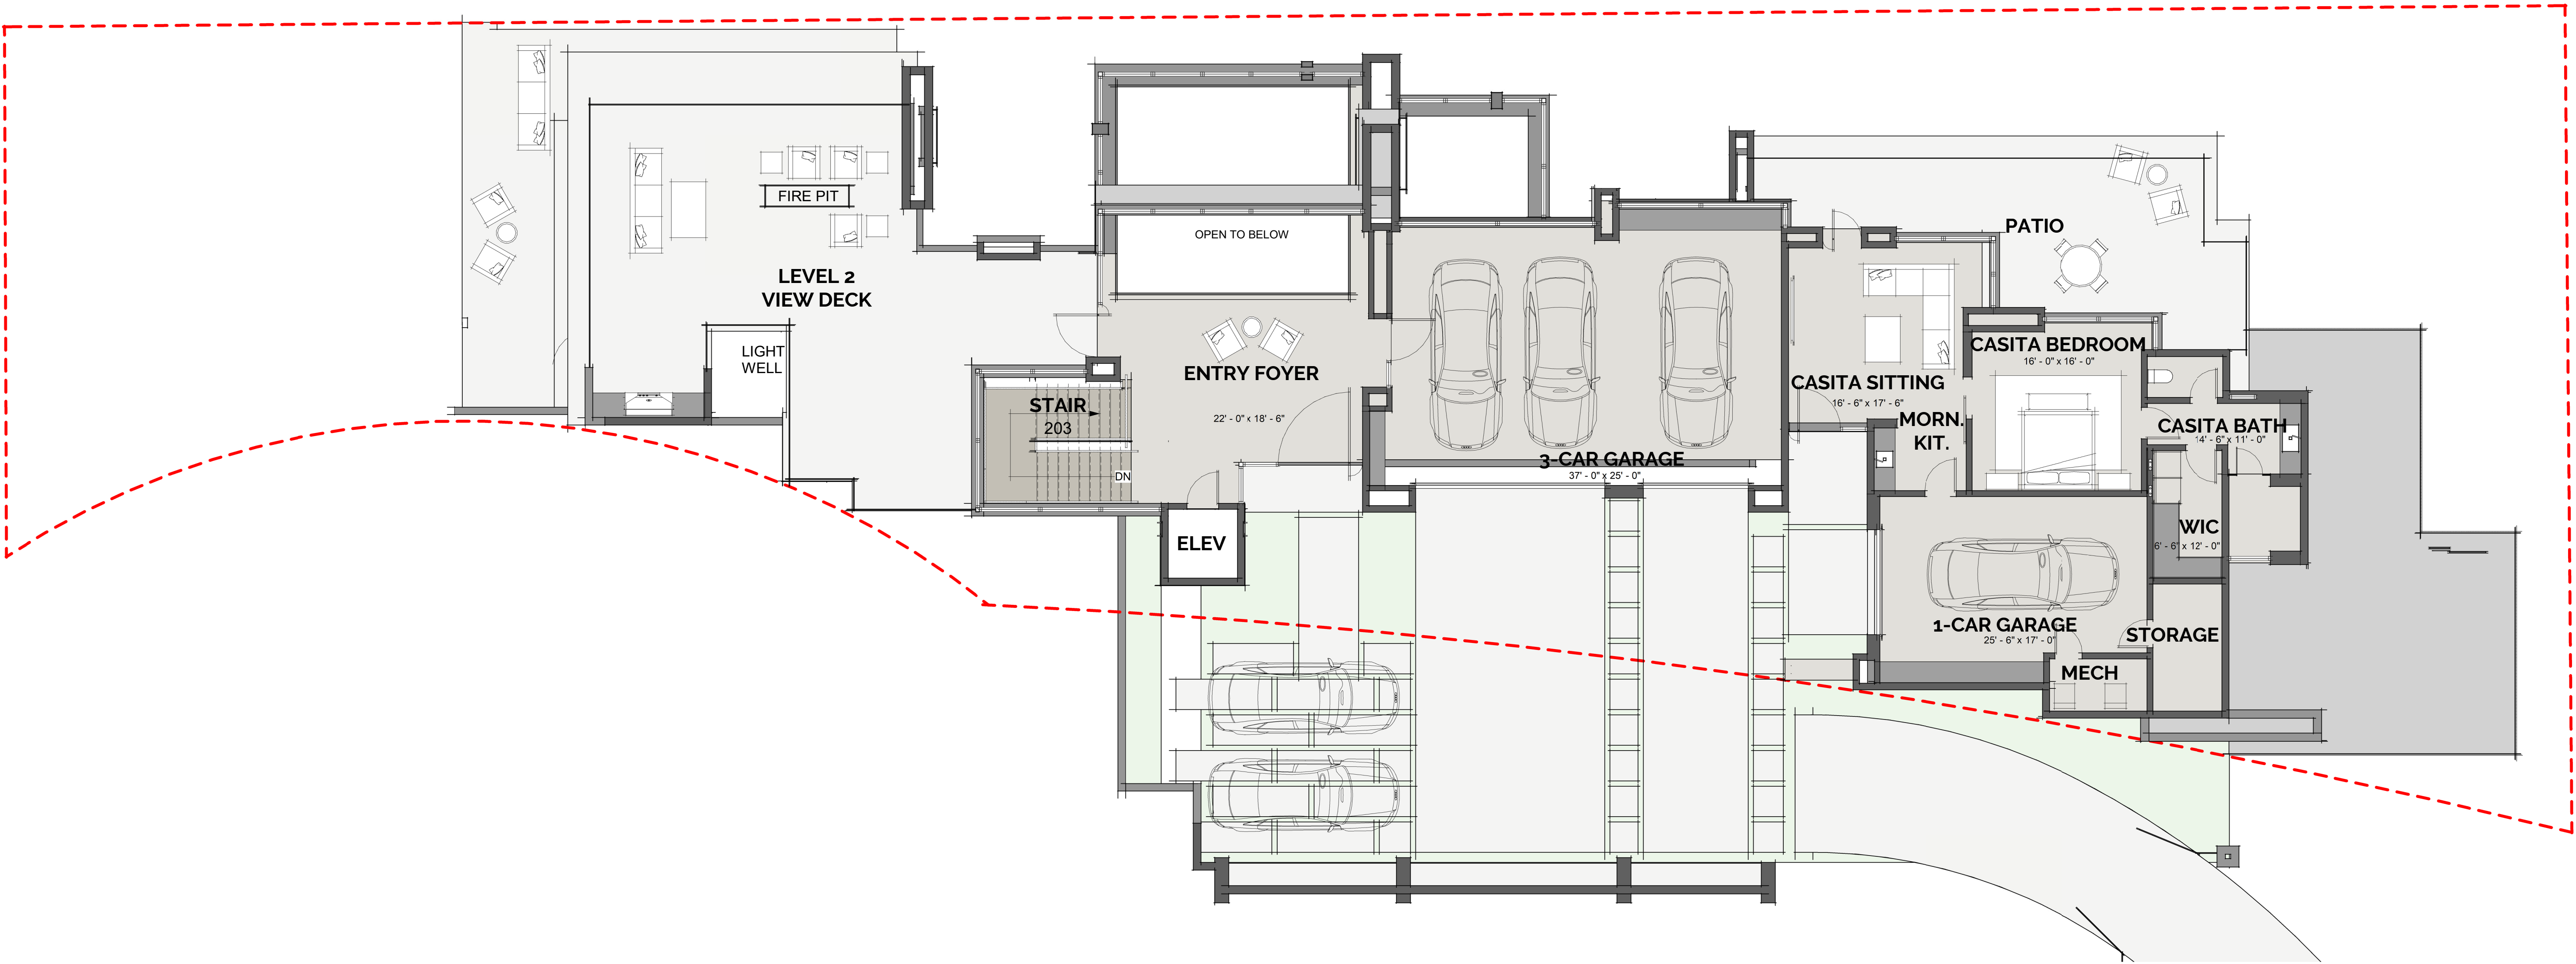 FIRE PIT
LEVEL 2
VIEW DECK
LIGHT
WELL
OPEN TO BELOW
ENTRY FOYER
22' - 0" x 18' - 6"
STAIR
203
DN
ELEV
3-CAR GARAGE
37' - 0" x 25' - 0"
PATIO
CASITA SITTING
16' - 6" x 17' - 6"
MORN.
KIT.
CASITA BEDROOM
16' - 0" x 16' - 0"
CASITA BATH
14' - 6" x 11' - 0"
WIC
6' - 6" x 12' - 0"
1-CAR GARAGE
25' - 6" x 17' - 0"
STORAGE
MECH